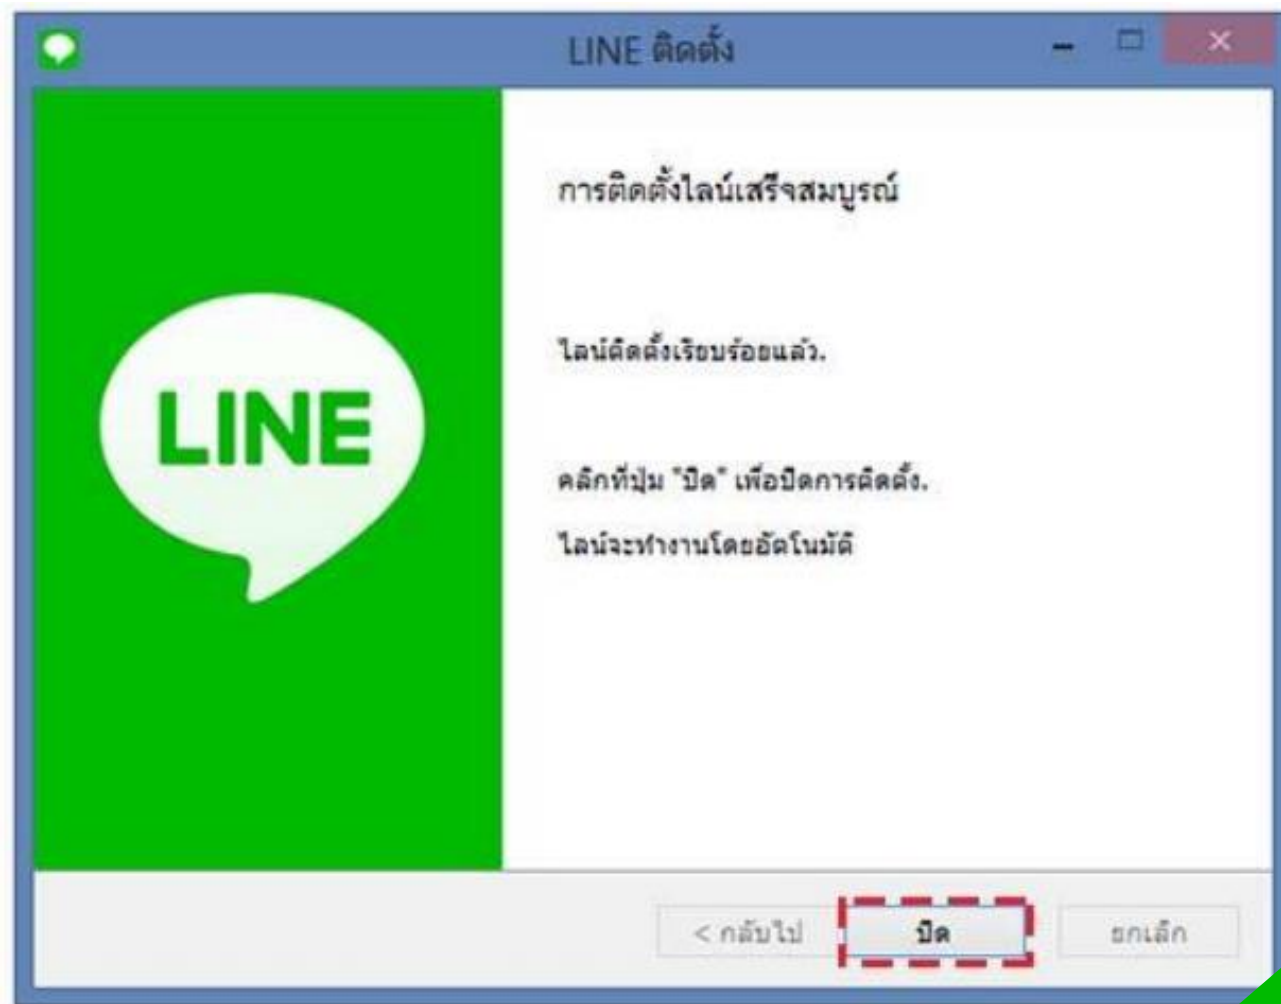 LINE ติดตั้ง
การติดตั้งไลน์เสร็จสมบูรณ์
ไลน์ติดตั้งเรียบร้อยแล้ว.
LINE
คลิกที่ปุ่ม "ปิด" เพื่อปิดการติดตั้ง.
ไลน์จะทำงานโดยอัตโนมัติ
< กลับไป
ปิด
ยกเลิก